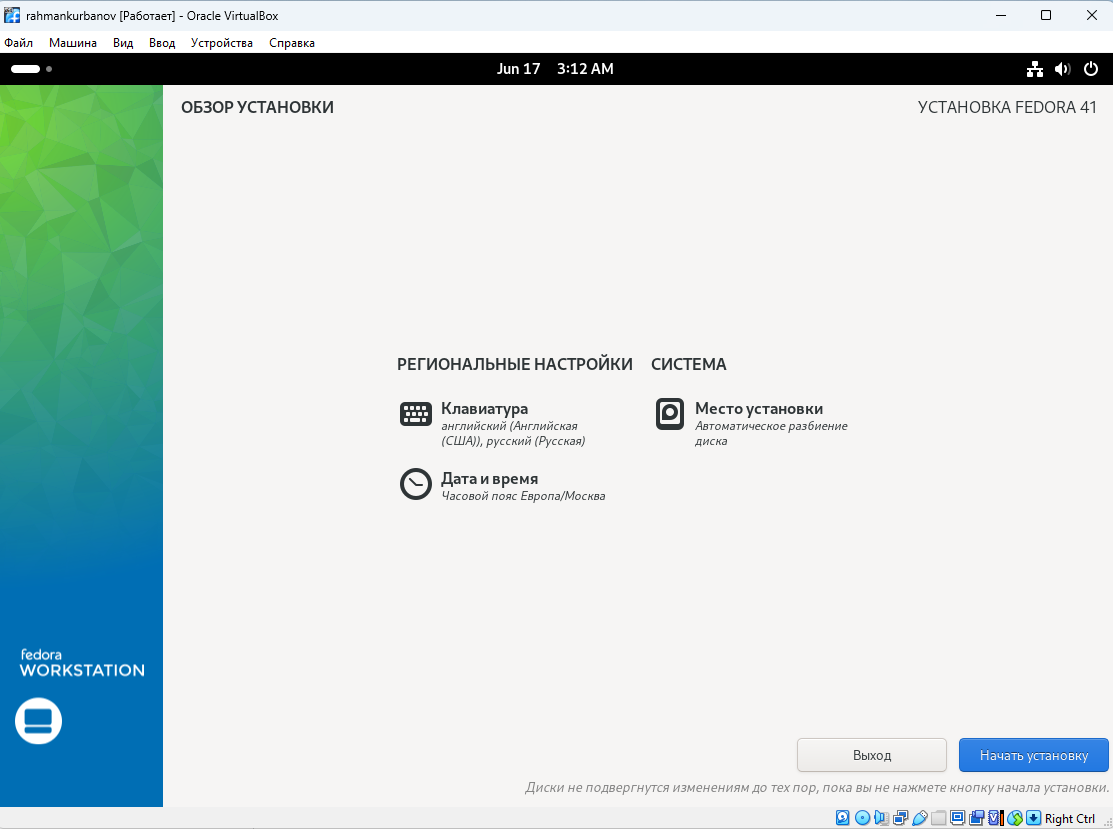 rahmankurbanov [Работает] - Oracle VirtualBox
Файл Машина Вид Ввод Устройства Справка
Jun 17 3:12 AM
ОБЗОР УСТАНОВКИ
УСТАНОВКА FEDORA 41
РЕГИОНАЛЬНЫЕ НАСТРОЙКИ
Клавиатура
английский (Английская
(США)), русский (Русская)
Дата и время
Часовой пояс Европа/Москва
СИСТЕМА
Место установки
Автоматическое разбиение
диска
fedora
WORKSTATION
Выход
Начать установку
Диски не подвергнутся изменениям до тех пор, пока вы не нажмете кнопку начала установки.
Right Ctrl